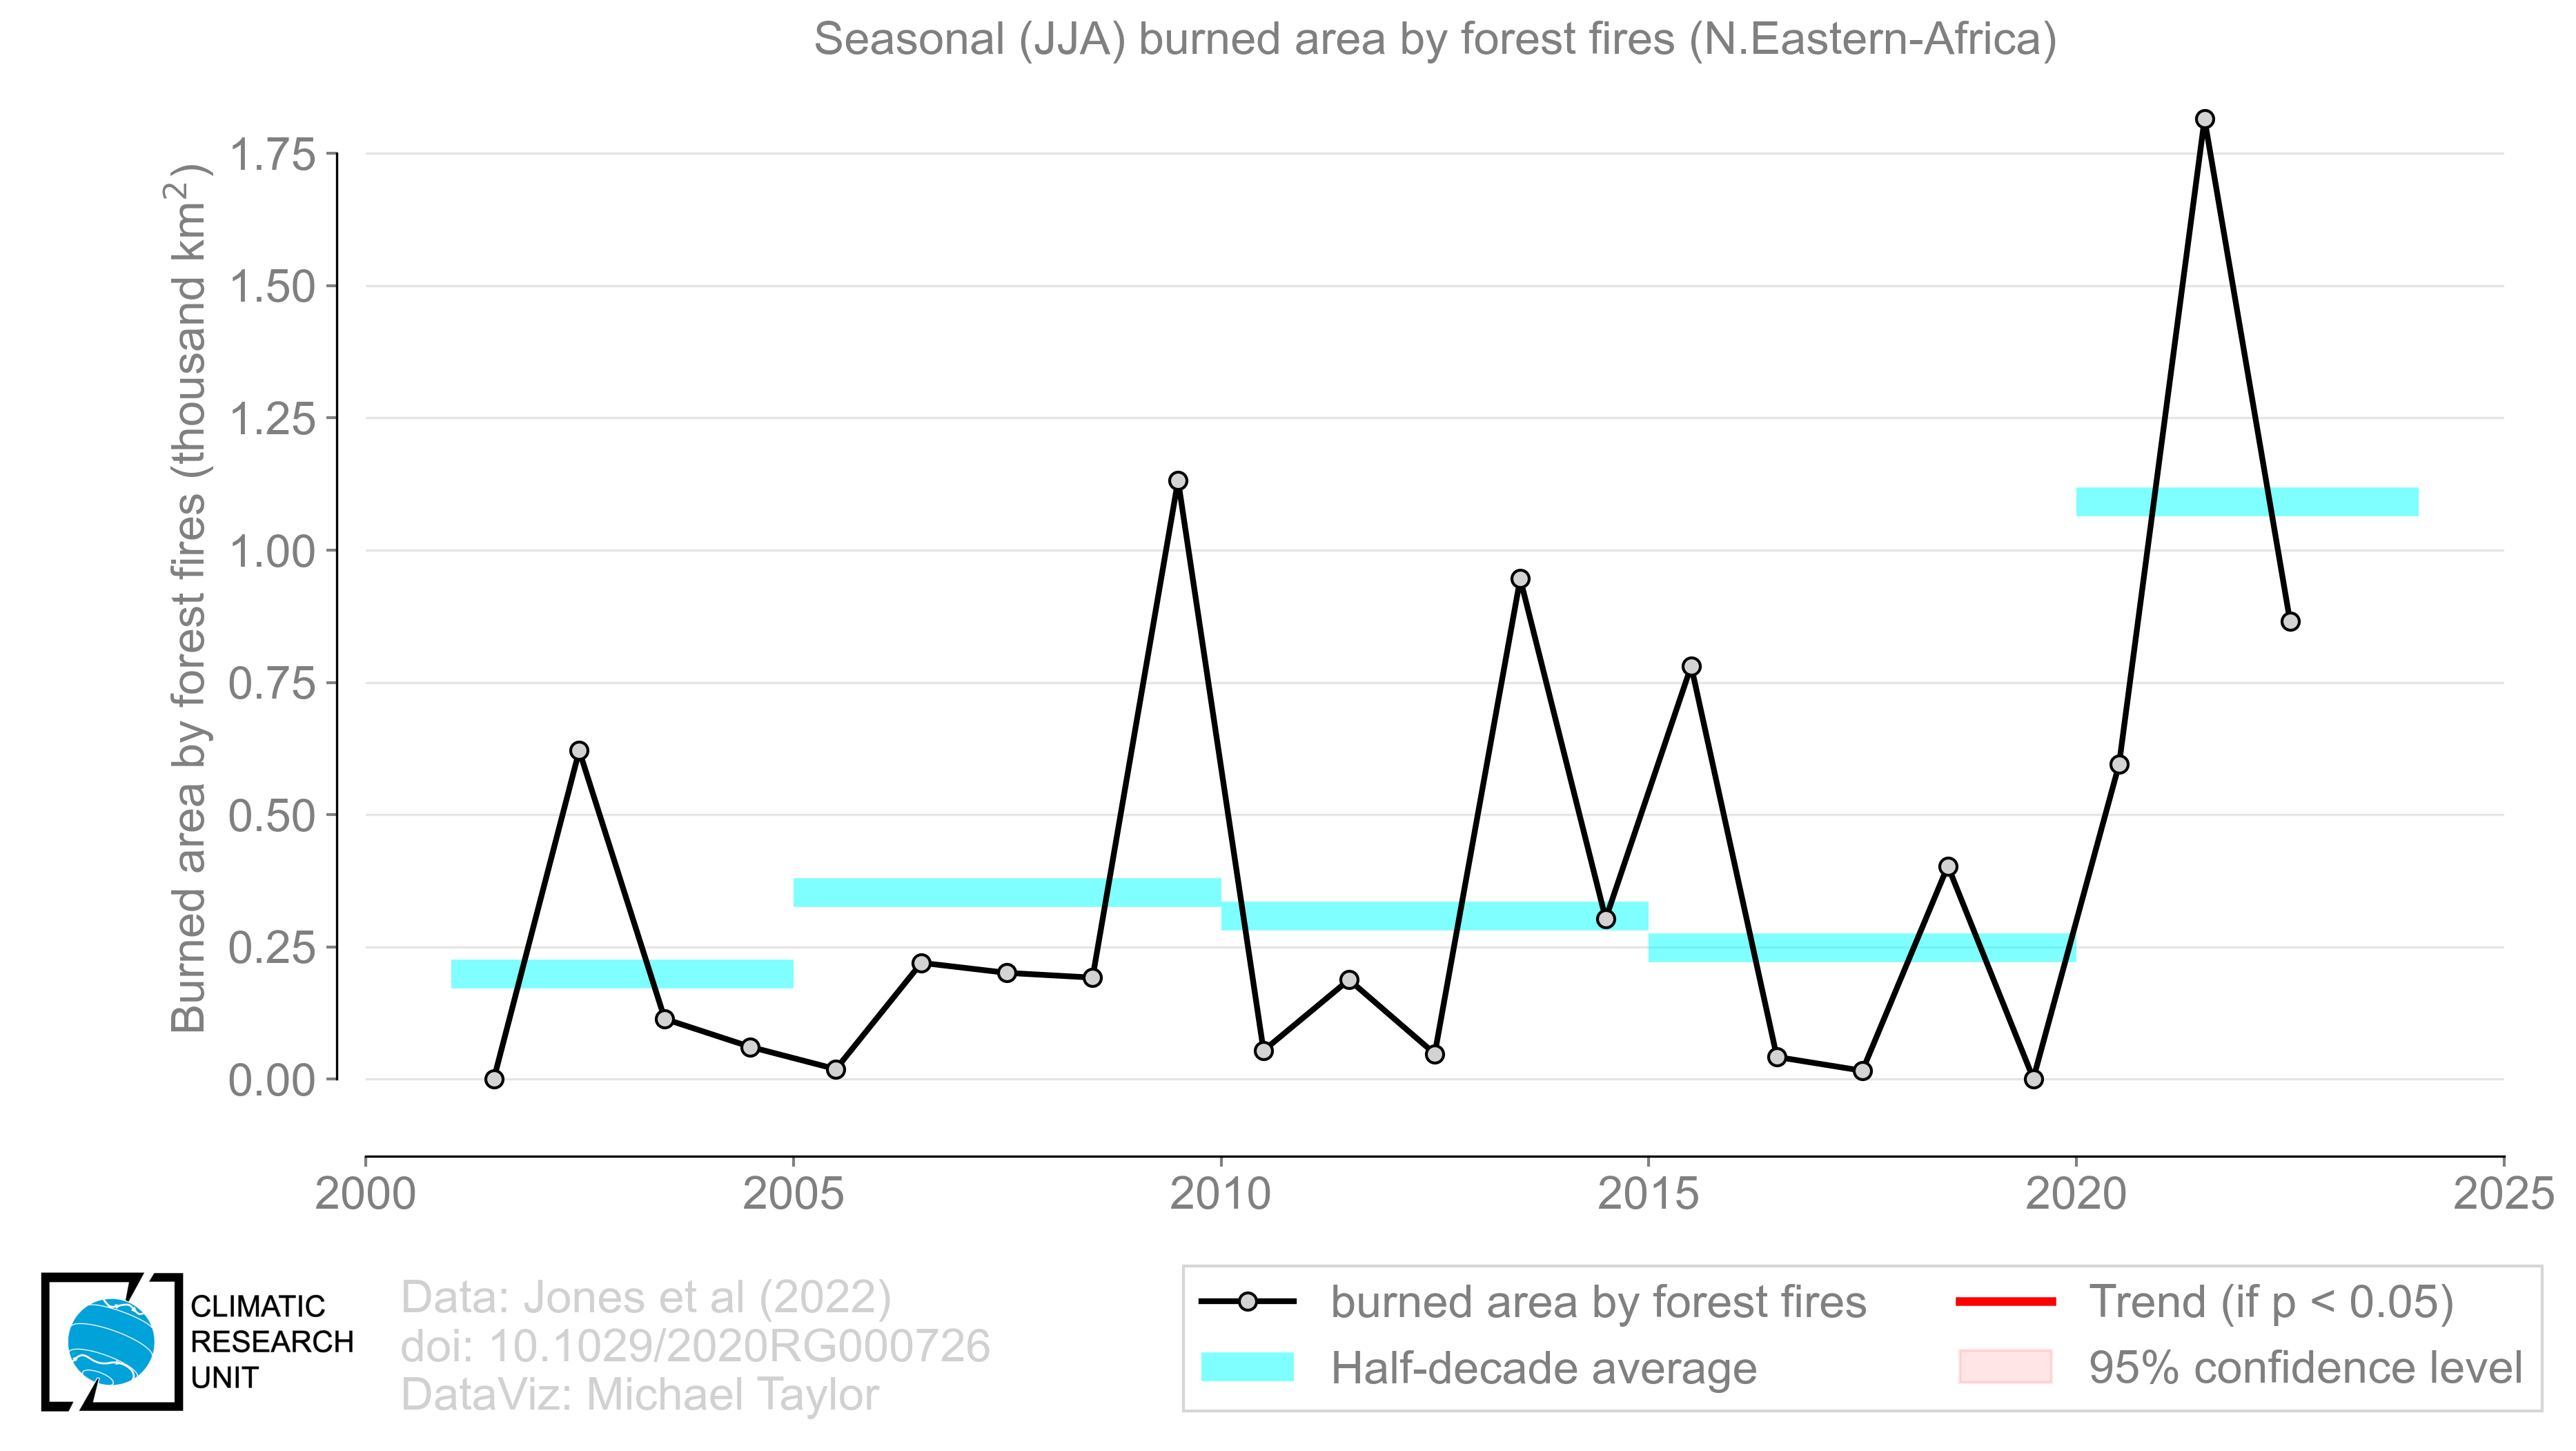 Seasonal (JJA) burned area by forest fires (N.Eastern-Africa)
Burned area by forest fires (thousand km²)
1.75
1.50
1.25
1.00
0.75
0.50
0.25
0.00
2000 2005 2010 2015 2020 2025
CLIMATIC
RESEARCH
UNIT
Data: Jones et al (2022)
doi: 10.1029/2020RG000726
DataViz: Michael Taylor
burned area by forest fires
Half-decade average
Trend (if p < 0.05)
95% confidence level